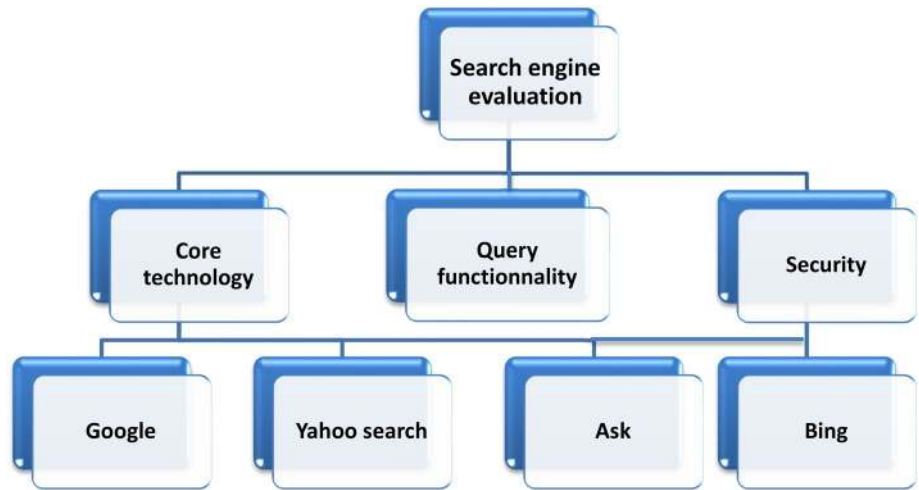 Search engine
evaluation
Core
technology
Query
functionnality
Security
Google
Yahoo search
Ask
Bing